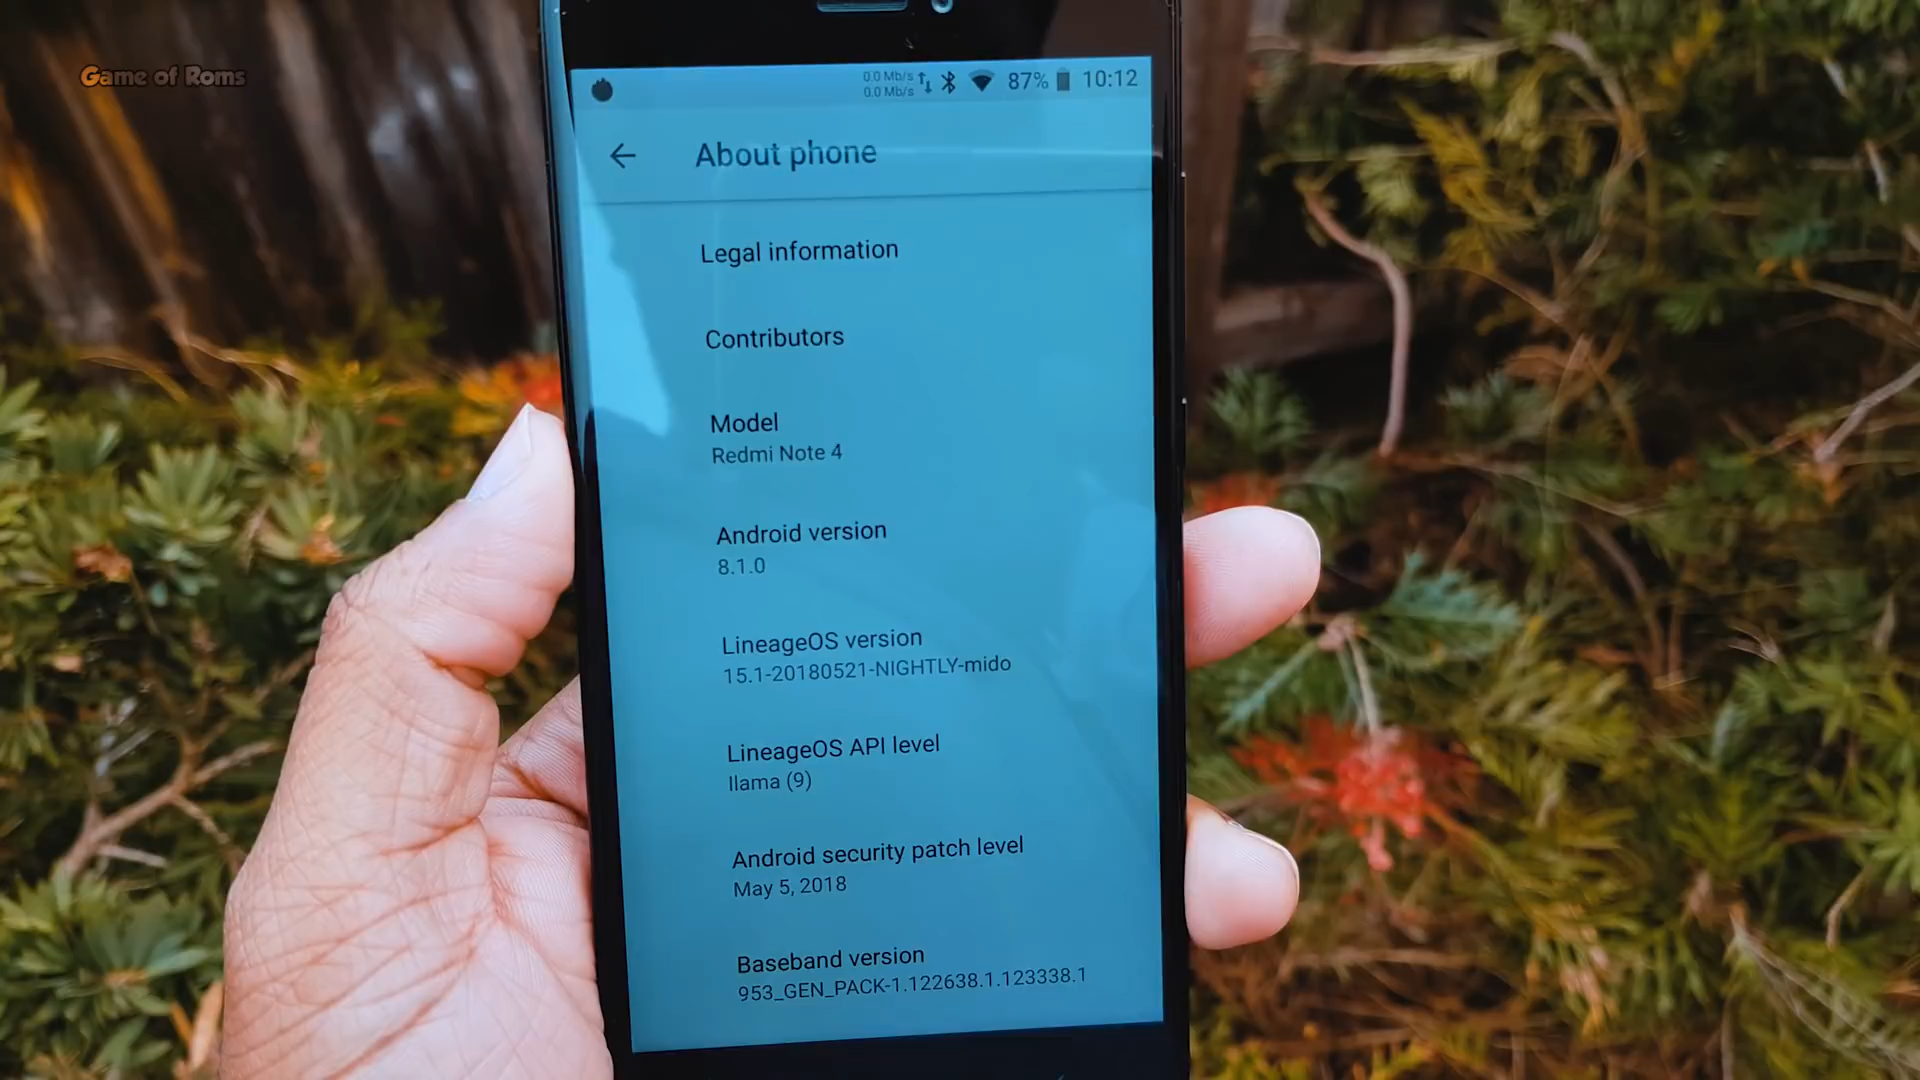 Game of Roms
0.0 Mb/s
0.0 Mb/s
87% 10:12
About phone
Legal information
Contributors
Model
Redmi Note 4
Android version
8.1.0
LineageOS version
15.1-20180521-NIGHTLY-mido
LineageOS API level
llama (9)
Android security patch level
May 5, 2018
Baseband version
953_GEN_PACK-1.122638.1.123338.1